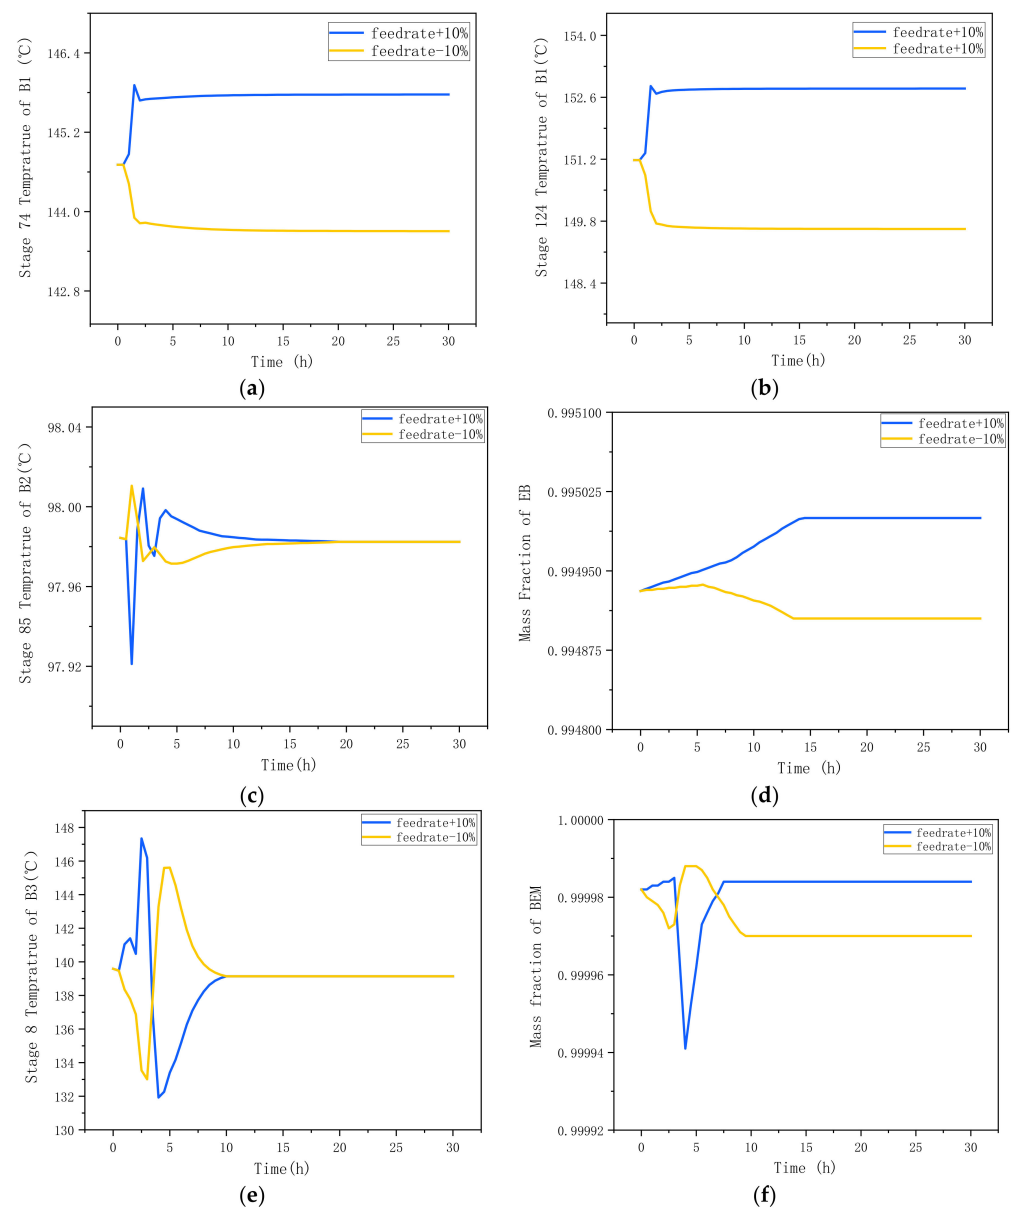 feedrate+10%
feedrate-10%
146.4
145.2
144.0
142.8
Stage 74 Tempratrue of B1 (℃)
0 5 10 15 20 25 30
Time (h)
(a)
feedrate+10%
feedrate+10%
154.0
152.6
151.2
149.8
148.4
Stage 124 Tempratrue of B1(℃)
0 5 10 15 20 25 30
Time(h)
(b)
feedrate+10%
feedrate-10%
98.04
98.00
97.96
97.92
Stage 85 Tempratrue of B2(℃)
0 5 10 15 20 25 30
Time(h)
(c)
feedrate+10%
feedrate-10%
0.995100
0.995025
0.994950
0.994875
0.994800
Mass Fraction of EB
0 5 10 15 20 25 30
Time (h)
(d)
feedrate+10%
feedrate-10%
148
146
144
142
140
138
136
134
132
130
Stage 8 Tempratrue of B3(℃)
0 5 10 15 20 25 30
Time(h)
(e)
feedrate+10%
feedrate-10%
1.00000
0.99998
0.99996
0.99994
0.99992
Mass fraction of BEM
0 5 10 15 20 25 30
Time (h)
(f)